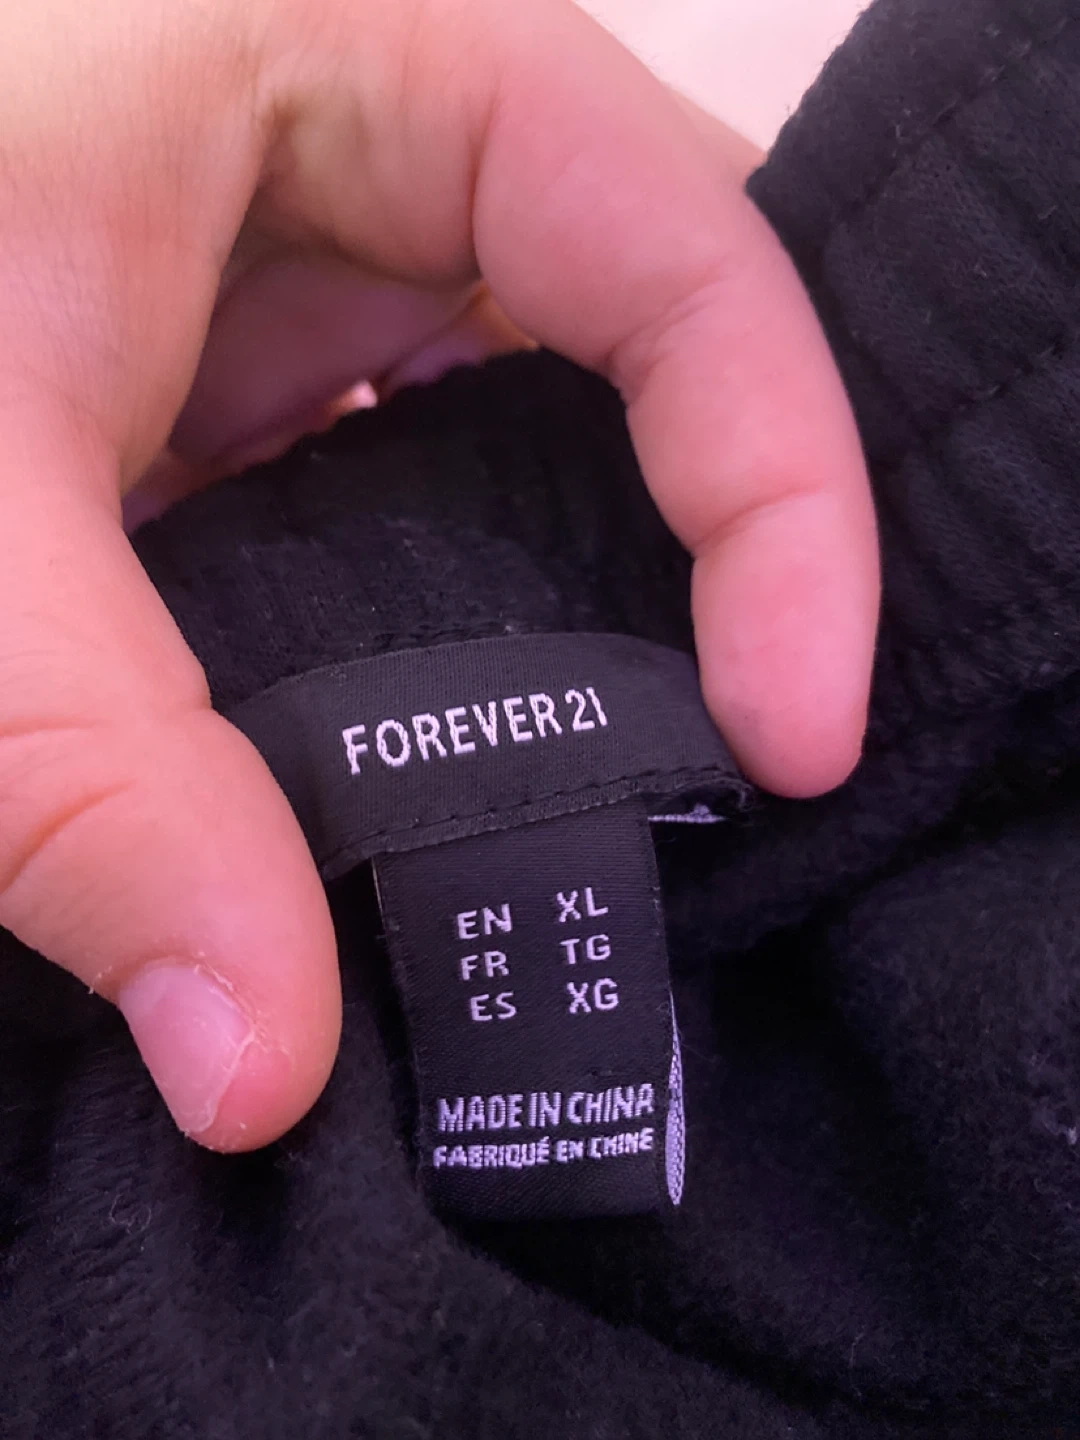 FOREVER 21
EN XL
FR TG
ES XG
MADE IN CHINA
FABRIQUÉ EN CHINE